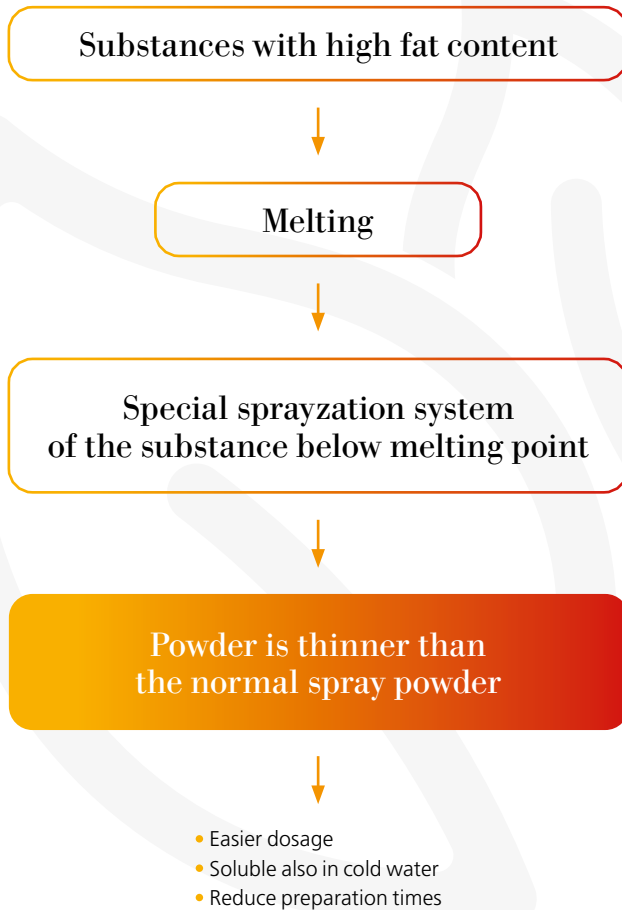 Substances with high fat content
Melting
Special sprayzation system
of the substance below melting point
Powder is thinner than
the normal spray powder
• Easier dosage
• Soluble also in cold water
• Reduce preparation times